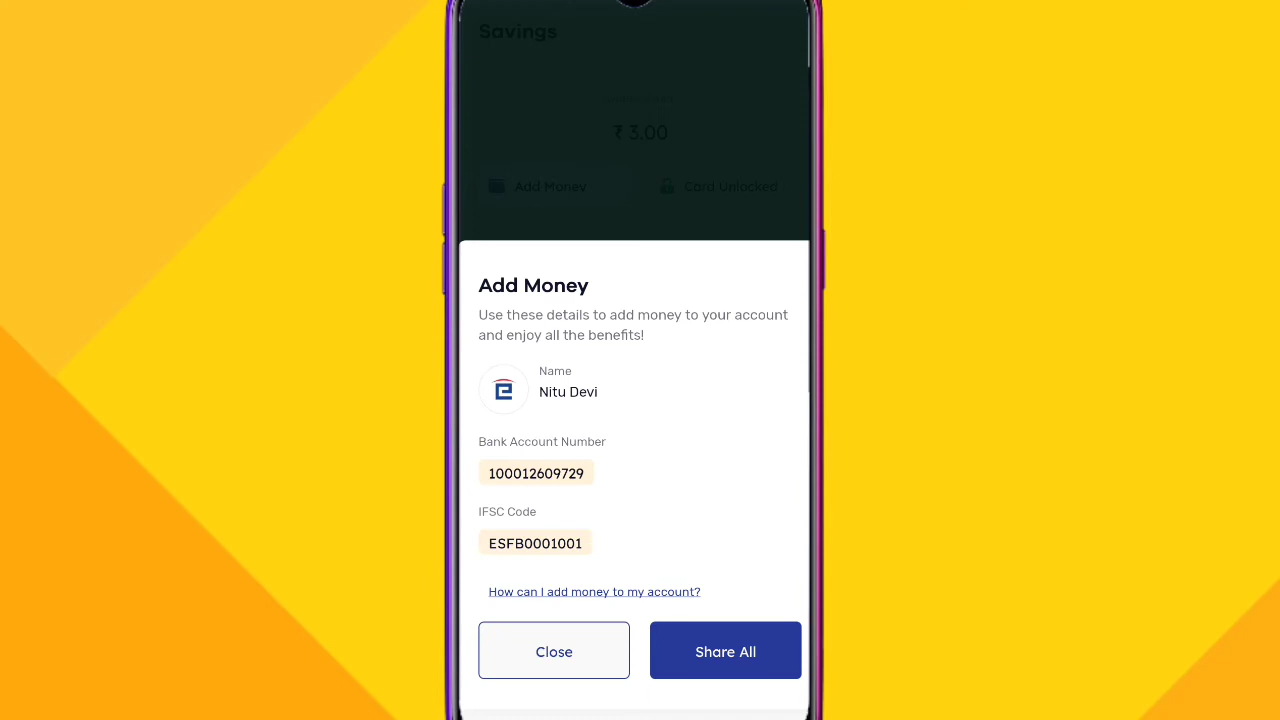 Savings
₹ 3.00
Add Money
Card Unlocked
Add Money
Use these details to add money to your account
and enjoy all the benefits!
Name
Nitu Devi
Bank Account Number
100012609729
IFSC Code
ESFB0001001
How can I add money to my account?
Close
Share All